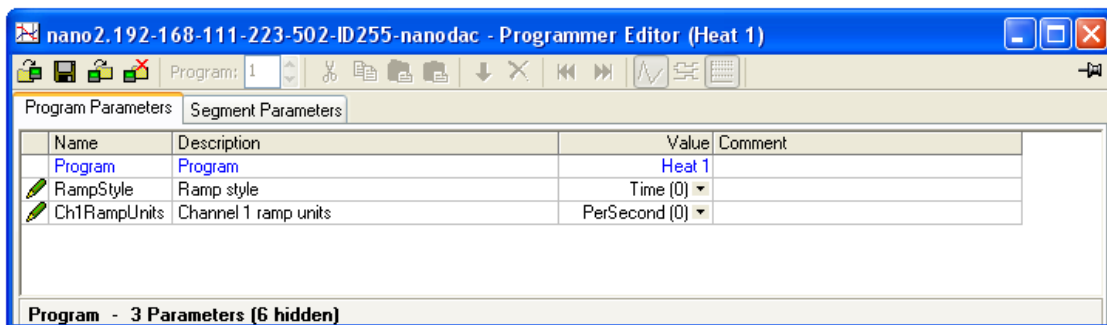 nano2.192-168-111-223-502-ID255-nanodac - Programmer Editor (Heat 1)
Program: 1
Program Parameters Segment Parameters
Name Description Value Comment
Program Program Heat 1
RampStyle Ramp style Time (0)
Ch1RampUnits Channel 1 ramp units PerSecond (0)
Program - 3 Parameters (6 hidden)